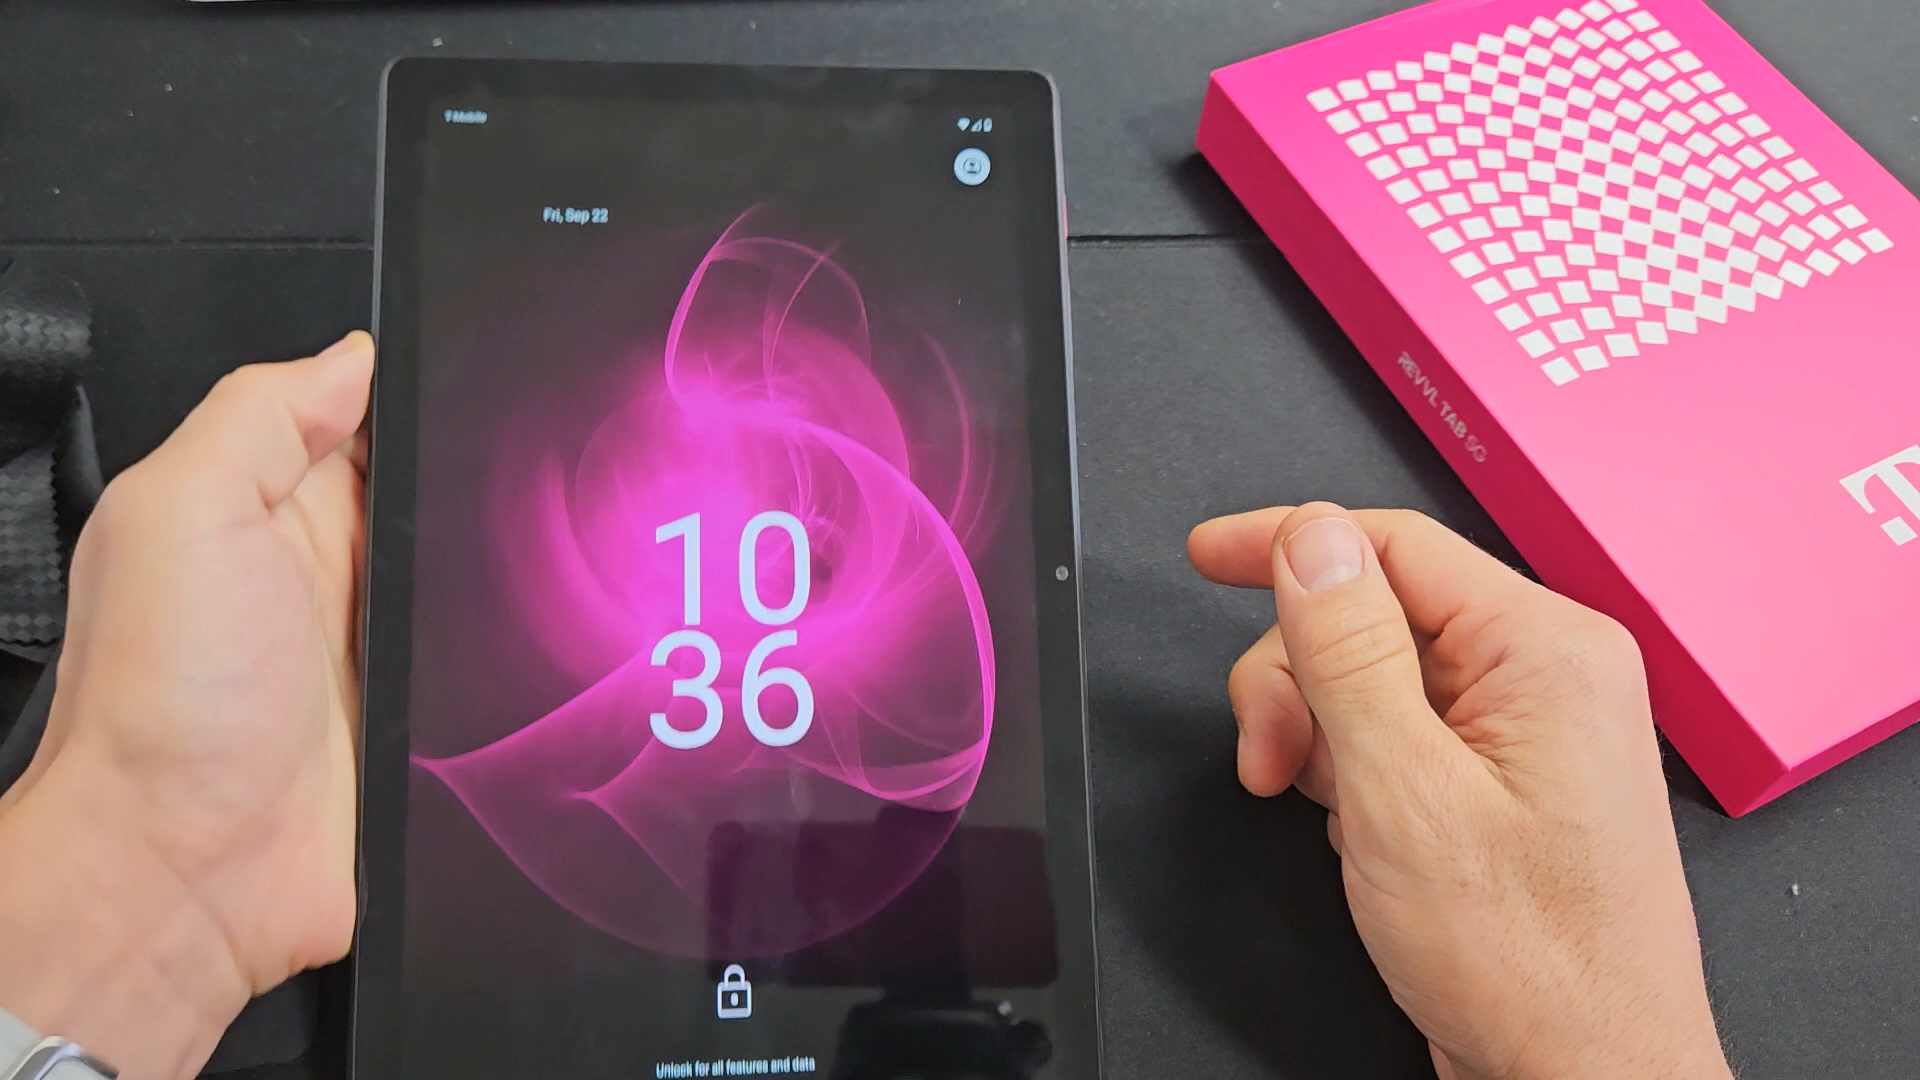 T-Mobile
Fri, Sep 22
10
36
Unlock for all features and data
REVVL TAB 5G
T